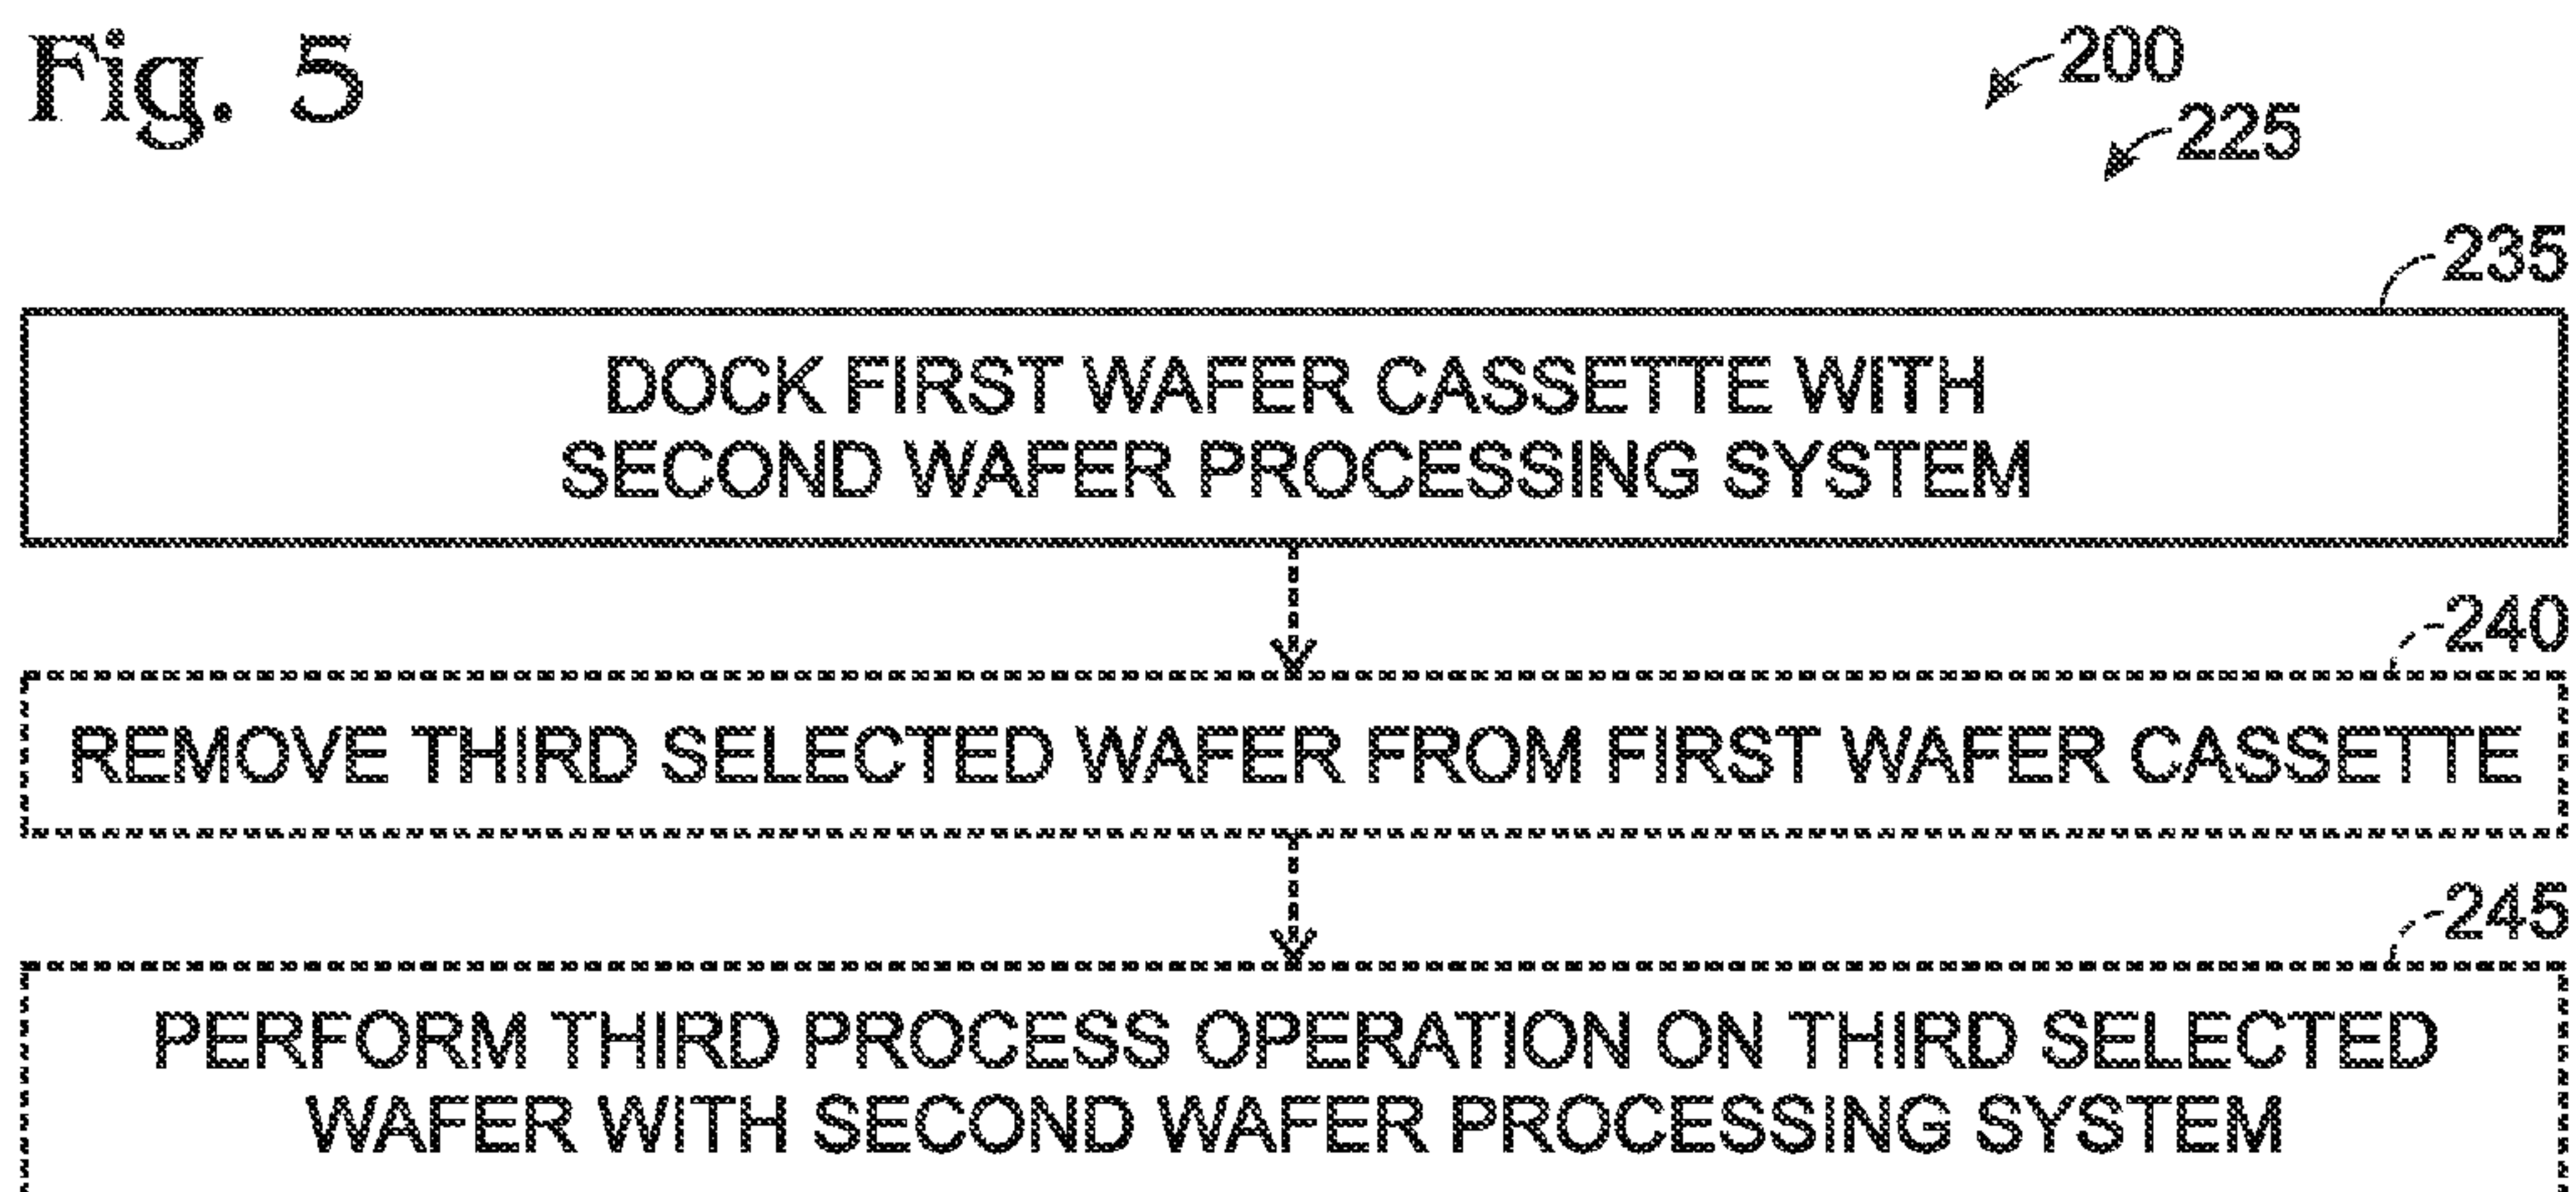 Fig. 5
200
225
235
DOCK FIRST WAFER CASSETTE WITH
SECOND WAFER PROCESSING SYSTEM
240
REMOVE THIRD SELECTED WAFER FROM FIRST WAFER CASSETTE
245
PERFORM THIRD PROCESS OPERATION ON THIRD SELECTED
WAFER WITH SECOND WAFER PROCESSING SYSTEM